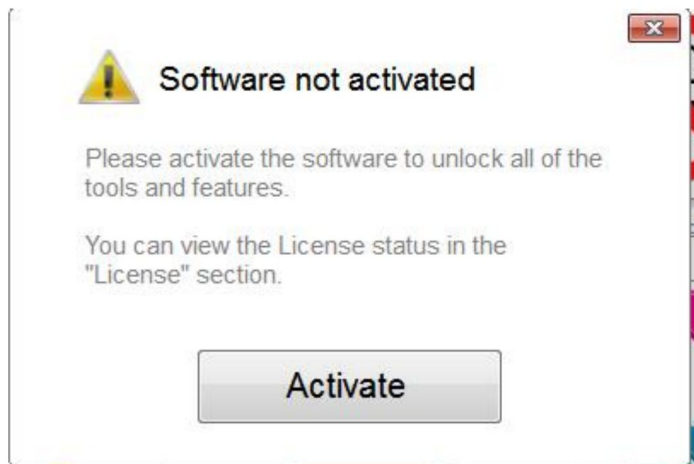 Software not activated
Please activate the software to unlock all of the
tools and features.
You can view the License status in the
"License" section.
Activate